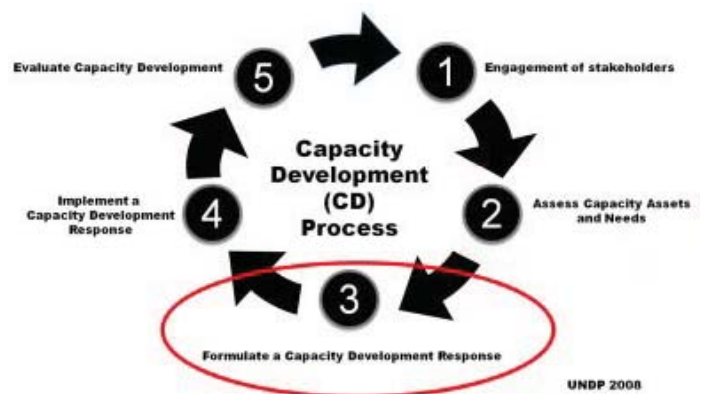 Evaluate Capacity Development
5
1
Engagement of stakeholders
Capacity
Development
(CD)
Process
Implement a
Capacity Development
Response
4
2
Assess Capacity Assets
and Needs
3
Formulate a Capacity Development Response
UNDP 2008